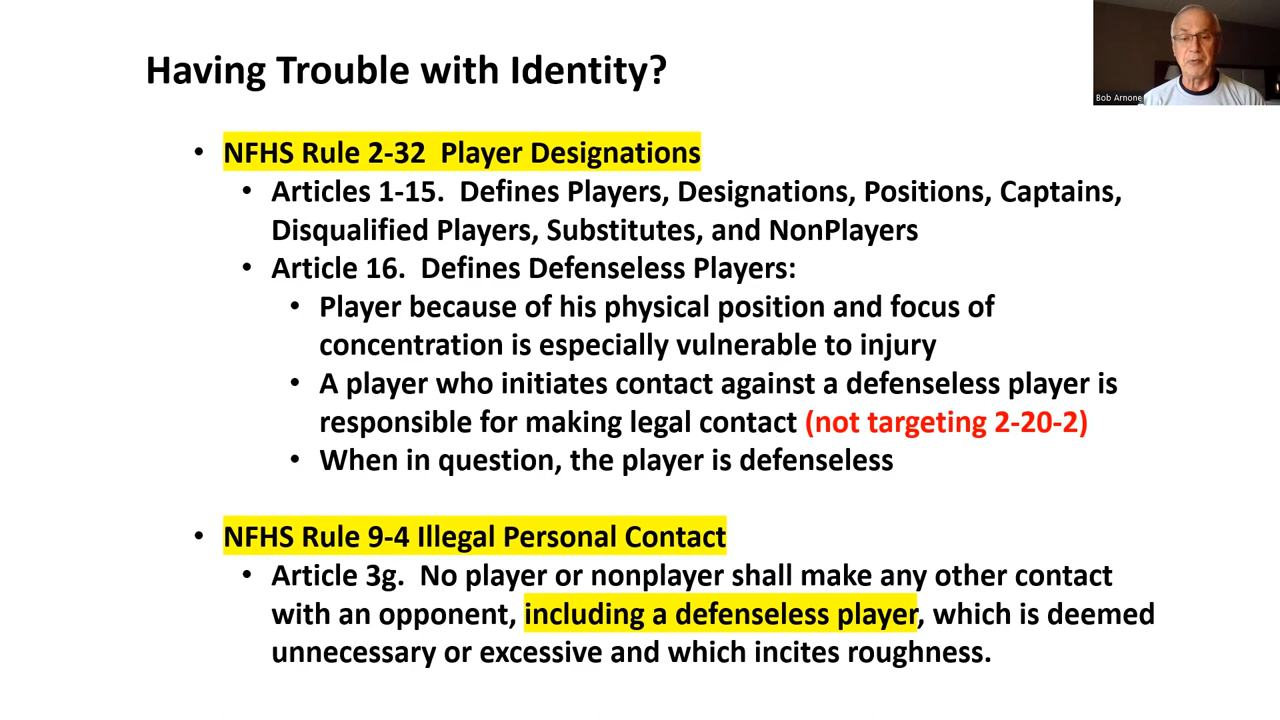 Having Trouble with Identity?
Bob Arnone
• NFHS Rule 2-32  Player Designations
• Articles 1-15.  Defines Players, Designations, Positions, Captains,
Disqualified Players, Substitutes, and NonPlayers
• Article 16.  Defines Defenseless Players:
• Player because of his physical position and focus of
concentration is especially vulnerable to injury
• A player who initiates contact against a defenseless player is
responsible for making legal contact (not targeting 2-20-2)
• When in question, the player is defenseless
• NFHS Rule 9-4 Illegal Personal Contact
• Article 3g.  No player or nonplayer shall make any other contact
with an opponent, including a defenseless player, which is deemed
unnecessary or excessive and which incites roughness.